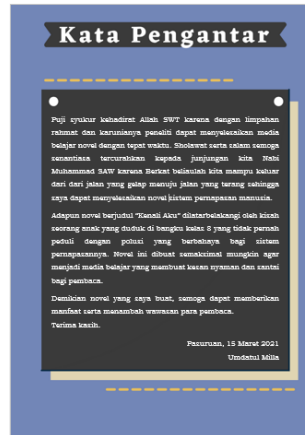 Kata Pengantar
Puji syukur kehadirat Allah SWT karena dengan limpahan
rahmat dan karunianya peneliti dapat menyelesaikan media
belajar novel dengan tepat waktu. Sholawat serta salam semoga
senantiasa tercurahkan kepada junjungan kita Nabi
Muhammad SAW karena Berkat beliaulah kita mampu keluar
dari dari jalan yang gelap menuju jalan yang terang sehingga
saya dapat menyelesaikan novel sistem pernapasan manusia.
Adapun novel berjudul "Kenali Aku" dilatarbelakangi oleh kisah
seorang anak yang duduk di bangku kelas 8 yang tidak pernah
peduli dengan polusi yang berbahaya bagi sistem
pernapasannya. Novel ini dibuat semaksimal mungkin agar
menjadi media belajar yang membuat kesan nyaman dan santai
bagi pembaca.
Demikian novel yang saya buat, semoga dapat memberikan
manfaat serta menambah wawasan para pembaca.
Terima kasih.
Pasuruan, 15 Maret 2021
Umdatul Milla